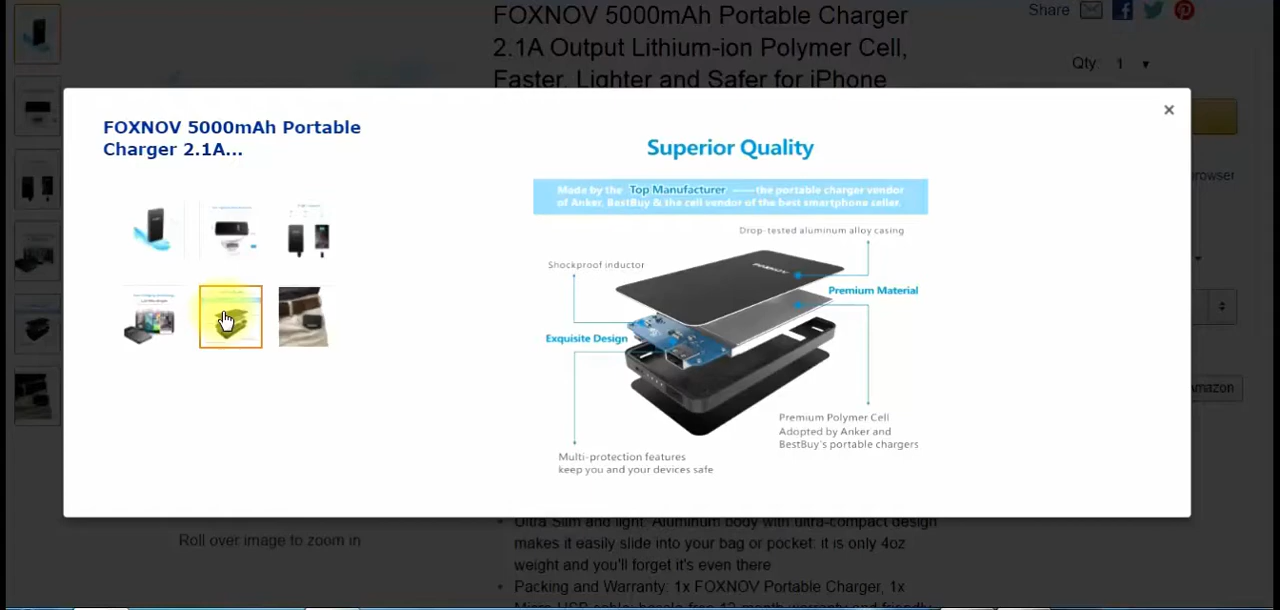 FOXNOV 5000mAh Portable Charger
2.1A Output Lithium-ion Polymer Cell,
Faster, Lighter and Safer for iPhone
Share
Qty: 1
FOXNOV 5000mAh Portable
Charger 2.1A...
×
Superior Quality
Made by the Top Manufacturer ——the portable charger vendor
of Anker, BestBuy & the cell vendor of the best smartphone seller.
Drop-tested aluminum alloy casing
Shockproof inductor
FOXNOV
Premium Material
Exquisite Design
Premium Polymer Cell
Adopted by Anker and
BestBuy's portable chargers
Multi-protection features
keep you and your devices safe
rowser
mazon
Roll over image to zoom in
• Ultra Slim and light: Aluminum body with ultra-compact design
makes it easily slide into your bag or pocket: it is only 4oz
weight and you'll forget it's even there
• Packing and Warranty: 1x FOXNOV Portable Charger, 1x